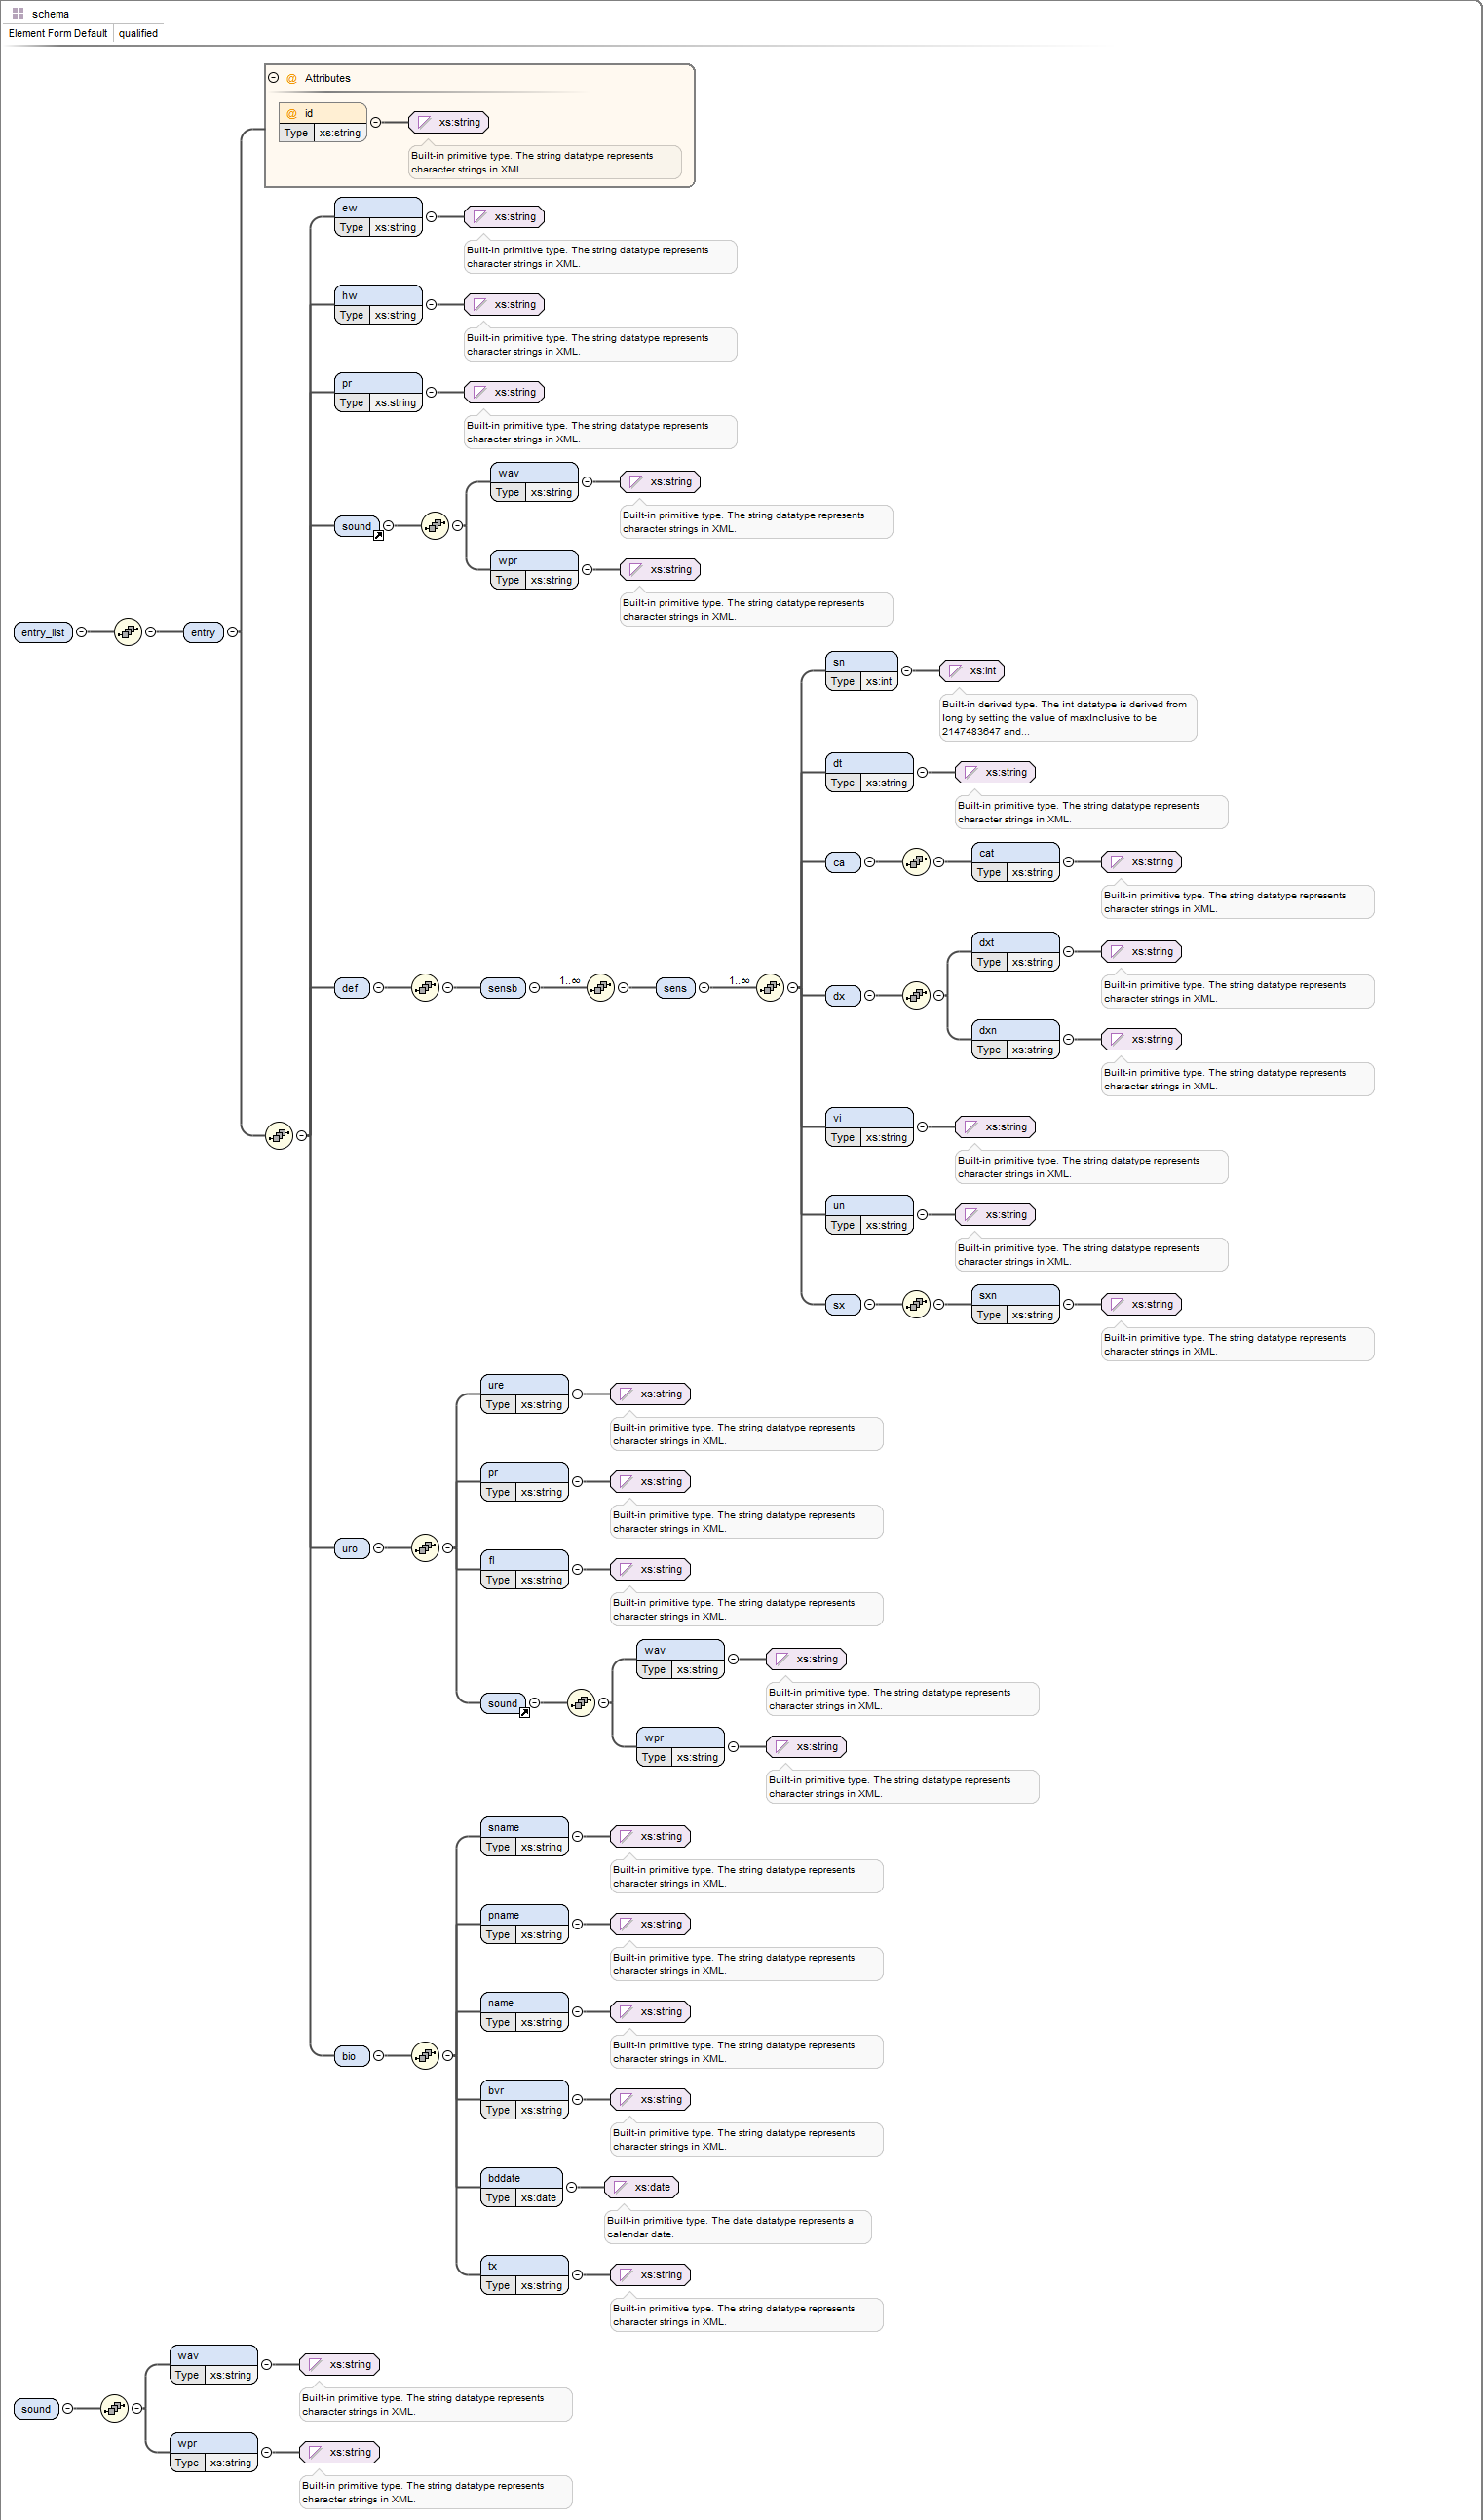 schema
Element Form Default qualified
Attributes
id
Type xs:string
xs:string
Built-in primitive type. The string datatype represents
character strings in XML.
ew
Type xs:string
xs:string
Built-in primitive type. The string datatype represents
character strings in XML.
hw
Type xs:string
xs:string
Built-in primitive type. The string datatype represents
character strings in XML.
pr
Type xs:string
xs:string
Built-in primitive type. The string datatype represents
character strings in XML.
sound
wav
Type xs:string
xs:string
Built-in primitive type. The string datatype represents
character strings in XML.
wpr
Type xs:string
xs:string
Built-in primitive type. The string datatype represents
character strings in XML.
entry_list
entry
def
sensb
1..∞
sens
1..∞
sn
Type xs:int
xs:int
Built-in derived type. The int datatype is derived from
long by setting the value of maxInclusive to be
2147483647 and...
dt
Type xs:string
xs:string
Built-in primitive type. The string datatype represents
character strings in XML.
ca
cat
Type xs:string
xs:string
Built-in primitive type. The string datatype represents
character strings in XML.
dx
dxt
Type xs:string
xs:string
Built-in primitive type. The string datatype represents
character strings in XML.
dxn
Type xs:string
xs:string
Built-in primitive type. The string datatype represents
character strings in XML.
vi
Type xs:string
xs:string
Built-in primitive type. The string datatype represents
character strings in XML.
un
Type xs:string
xs:string
Built-in primitive type. The string datatype represents
character strings in XML.
sx
sxn
Type xs:string
xs:string
Built-in primitive type. The string datatype represents
character strings in XML.
uro
ure
Type xs:string
xs:string
Built-in primitive type. The string datatype represents
character strings in XML.
pr
Type xs:string
xs:string
Built-in primitive type. The string datatype represents
character strings in XML.
fl
Type xs:string
xs:string
Built-in primitive type. The string datatype represents
character strings in XML.
sound
wav
Type xs:string
xs:string
Built-in primitive type. The string datatype represents
character strings in XML.
wpr
Type xs:string
xs:string
Built-in primitive type. The string datatype represents
character strings in XML.
bio
sname
Type xs:string
xs:string
Built-in primitive type. The string datatype represents
character strings in XML.
pname
Type xs:string
xs:string
Built-in primitive type. The string datatype represents
character strings in XML.
name
Type xs:string
xs:string
Built-in primitive type. The string datatype represents
character strings in XML.
bvr
Type xs:string
xs:string
Built-in primitive type. The string datatype represents
character strings in XML.
bddate
Type xs:date
xs:date
Built-in primitive type. The date datatype represents a
calendar date.
tx
Type xs:string
xs:string
Built-in primitive type. The string datatype represents
character strings in XML.
sound
wav
Type xs:string
xs:string
Built-in primitive type. The string datatype represents
character strings in XML.
wpr
Type xs:string
xs:string
Built-in primitive type. The string datatype represents
character strings in XML.